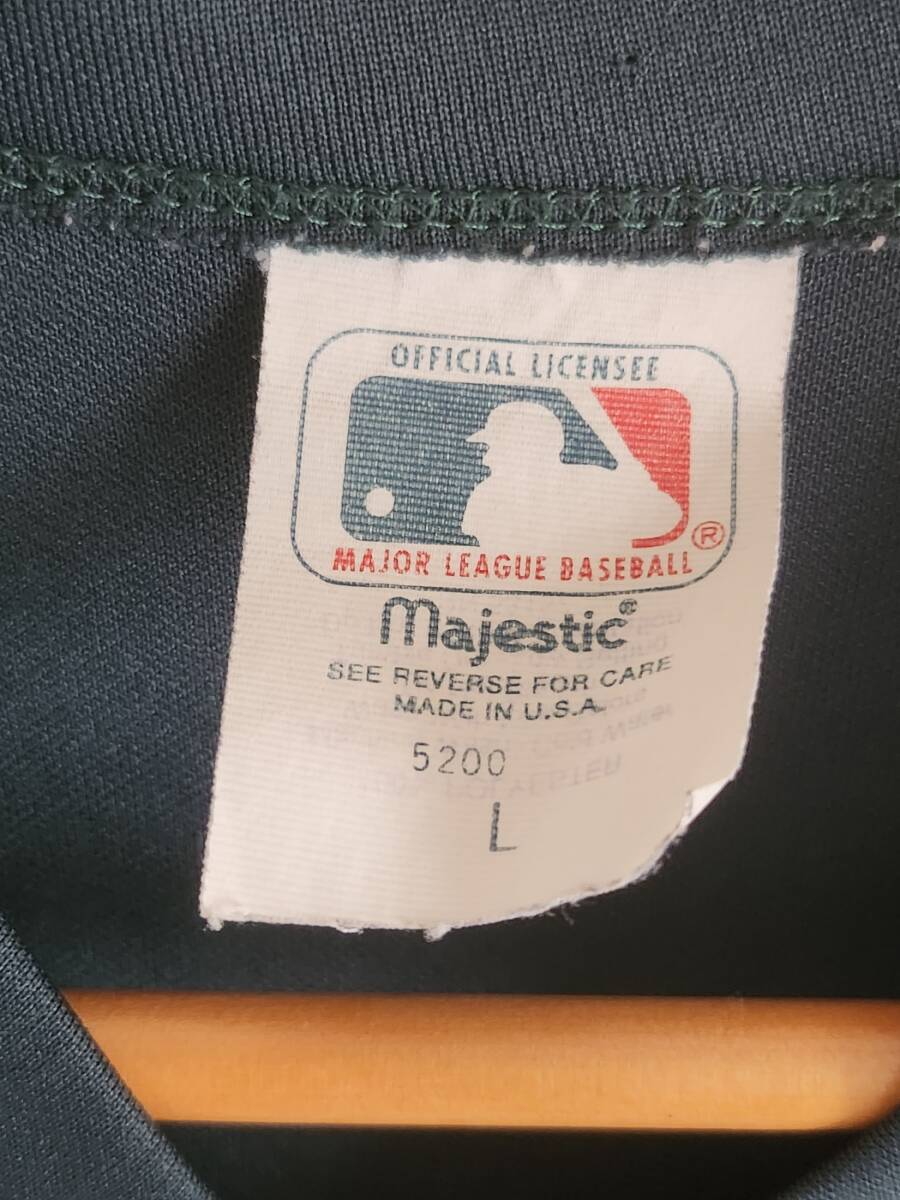 OFFICIAL LICENSEE
MAJOR LEAGUE BASEBALL ®
Majestic®
SEE REVERSE FOR CARE
MADE IN U.S.A.
5200
L